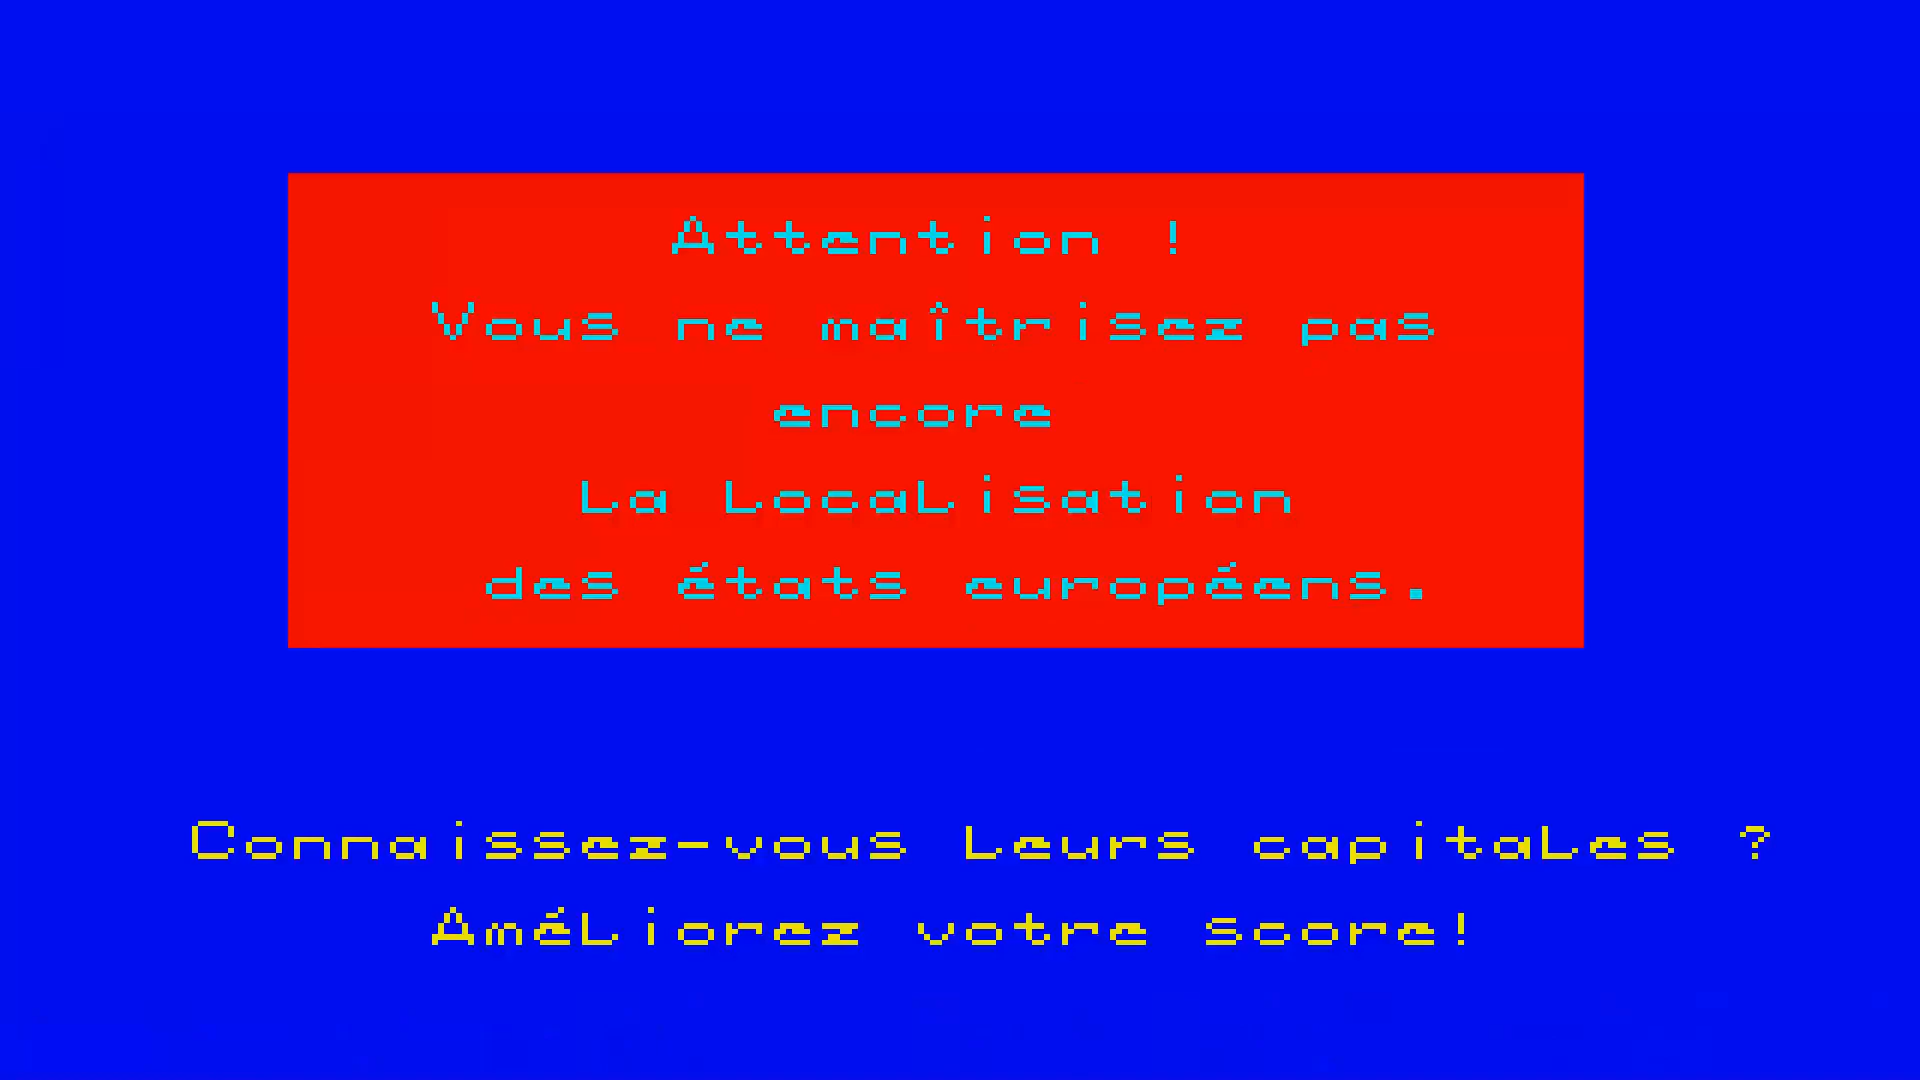 Attention !
Vous ne maîtrisez pas
encore
la localisation
des états européens.
Connaissez-vous leurs capitales ?
Améliorez votre score!